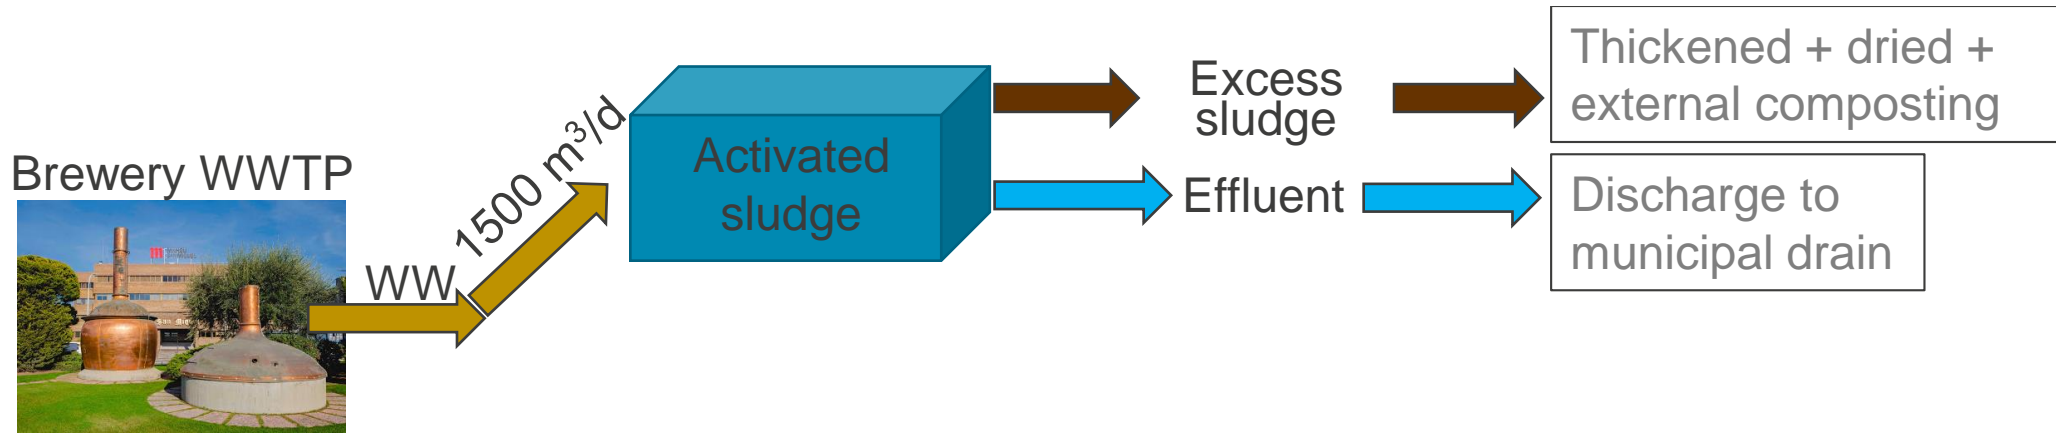 Brewery WWTP
WW
1500 m³/d
Activated
sludge
Excess
sludge
Effluent
Thickened + dried +
external composting
Discharge to
municipal drain